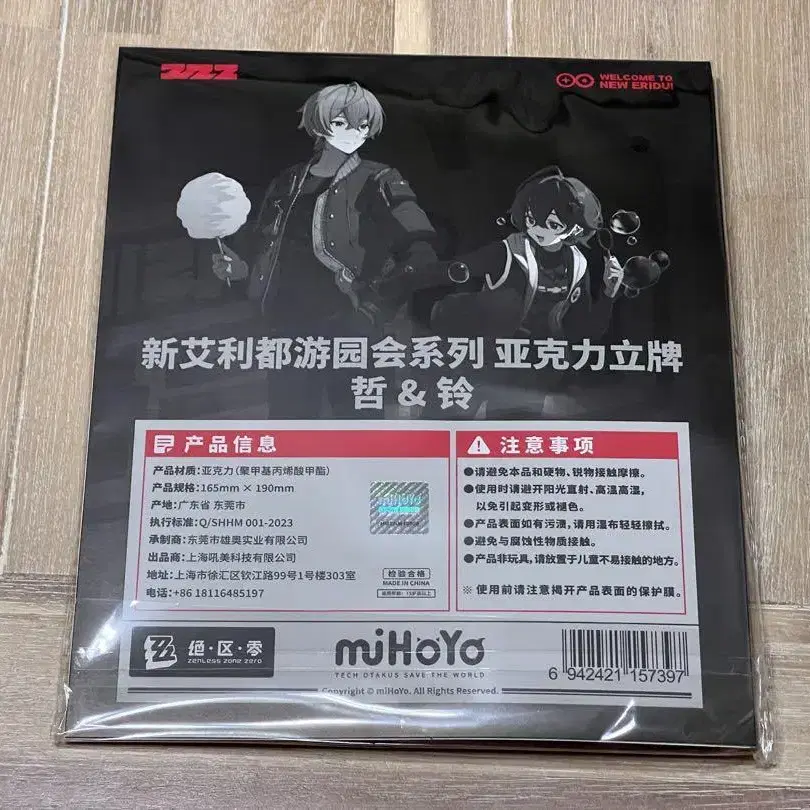 ZZZ
WELCOME TO
NEW ERIDU!
新艾利都游园会系列 亚克力立牌
哲 & 铃
产品信息
产品材质:亚克力(聚甲基丙烯酸甲酯)
产品规格:165mm × 190mm
产地:广东省 东莞市
执行标准:Q/SHHM 001-2023
承制商:东莞市雄奥实业有限公司
出品商:上海吼美科技有限公司
地址:上海市徐汇区钦江路99号1号楼303室
电话:+86 18116485197
miHoYo
检验合格
MADE IN CHINA
注意事项
●请避免本品和硬物、锐物接触摩擦。
●使用时请避开阳光直射、高温高湿,
以免引起变形或褪色。
●产品表面如有污渍,请用湿布轻轻擦拭。
●避免与腐蚀性物质接触。
●产品非玩具,请放置于儿童不易接触的地方。
※ 使用前请注意揭开产品表面的保护膜。
绝·区·零
ZENLESS ZONE ZERO
miHoYo
TECH OTAKUS SAVE THE WORLD
Copyright © miHoYo. All Rights Reserved.
6 942421 157397